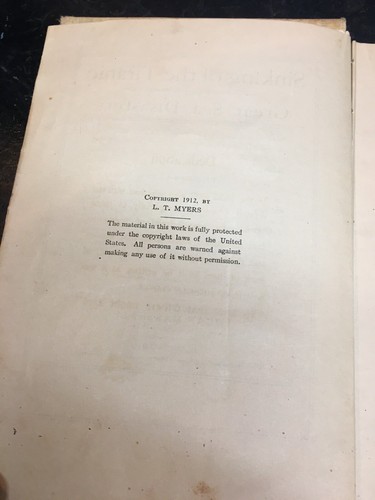 COPYRIGHT 1912, BY
L. T. MYERS
The material in this work is fully protected
under the copyright laws of the United
States. All persons are warned against
making any use of it without permission.